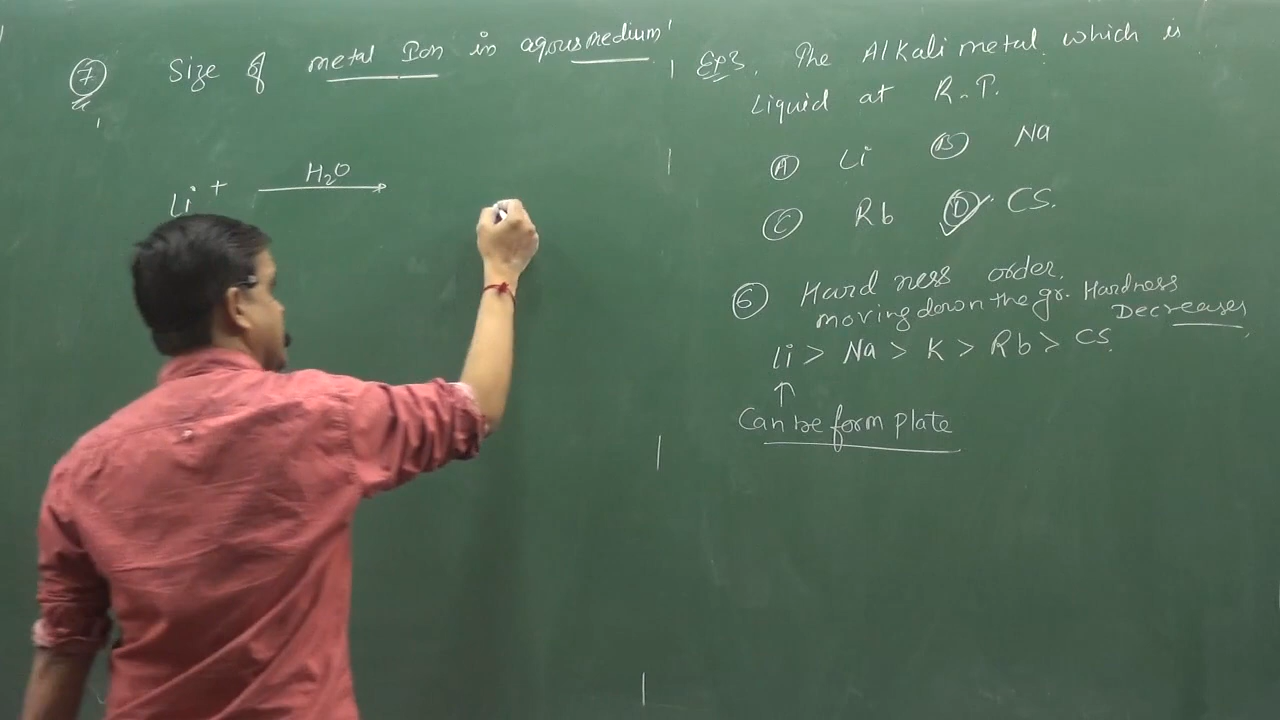 7 Size of metal Ion in aqous medium
H2O
Li+ →
Ex 3. The Alkali metal which is
Liquid at R.T.
A Li B Na
C Rb D CS.
6 Hardness order.
moving down the gr. Hardness
Decreases
Li > Na > K > Rb > CS.
↑
Can be form plate